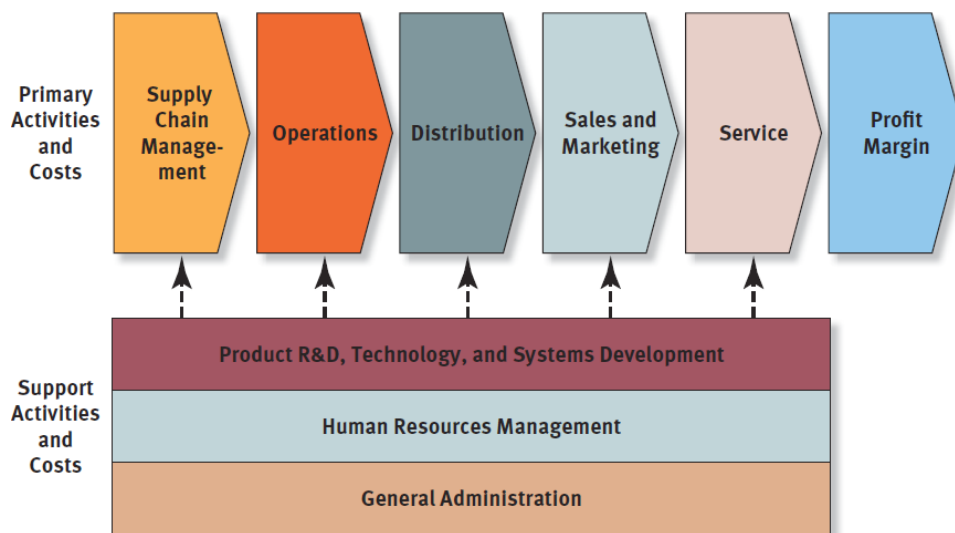 Primary
Activities
and
Costs
Supply
Chain
Manage-
ment
Operations
Distribution
Sales and
Marketing
Service
Profit
Margin
Support
Activities
and
Costs
Product R&D, Technology, and Systems Development
Human Resources Management
General Administration